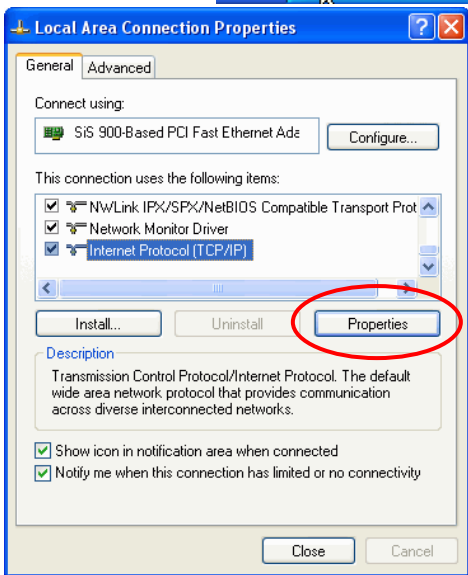 Local Area Connection Properties
General Advanced
Connect using:
SiS 900-Based PCI Fast Ethernet Ada
Configure...
This connection uses the following items:
NWLink IPX/SPX/NetBIOS Compatible Transport Prot
Network Monitor Driver
Internet Protocol (TCP/IP)
Install... Uninstall Properties
Description
Transmission Control Protocol/Internet Protocol. The default
wide area network protocol that provides communication
across diverse interconnected networks.
Show icon in notification area when connected
Notify me when this connection has limited or no connectivity
Close Cancel